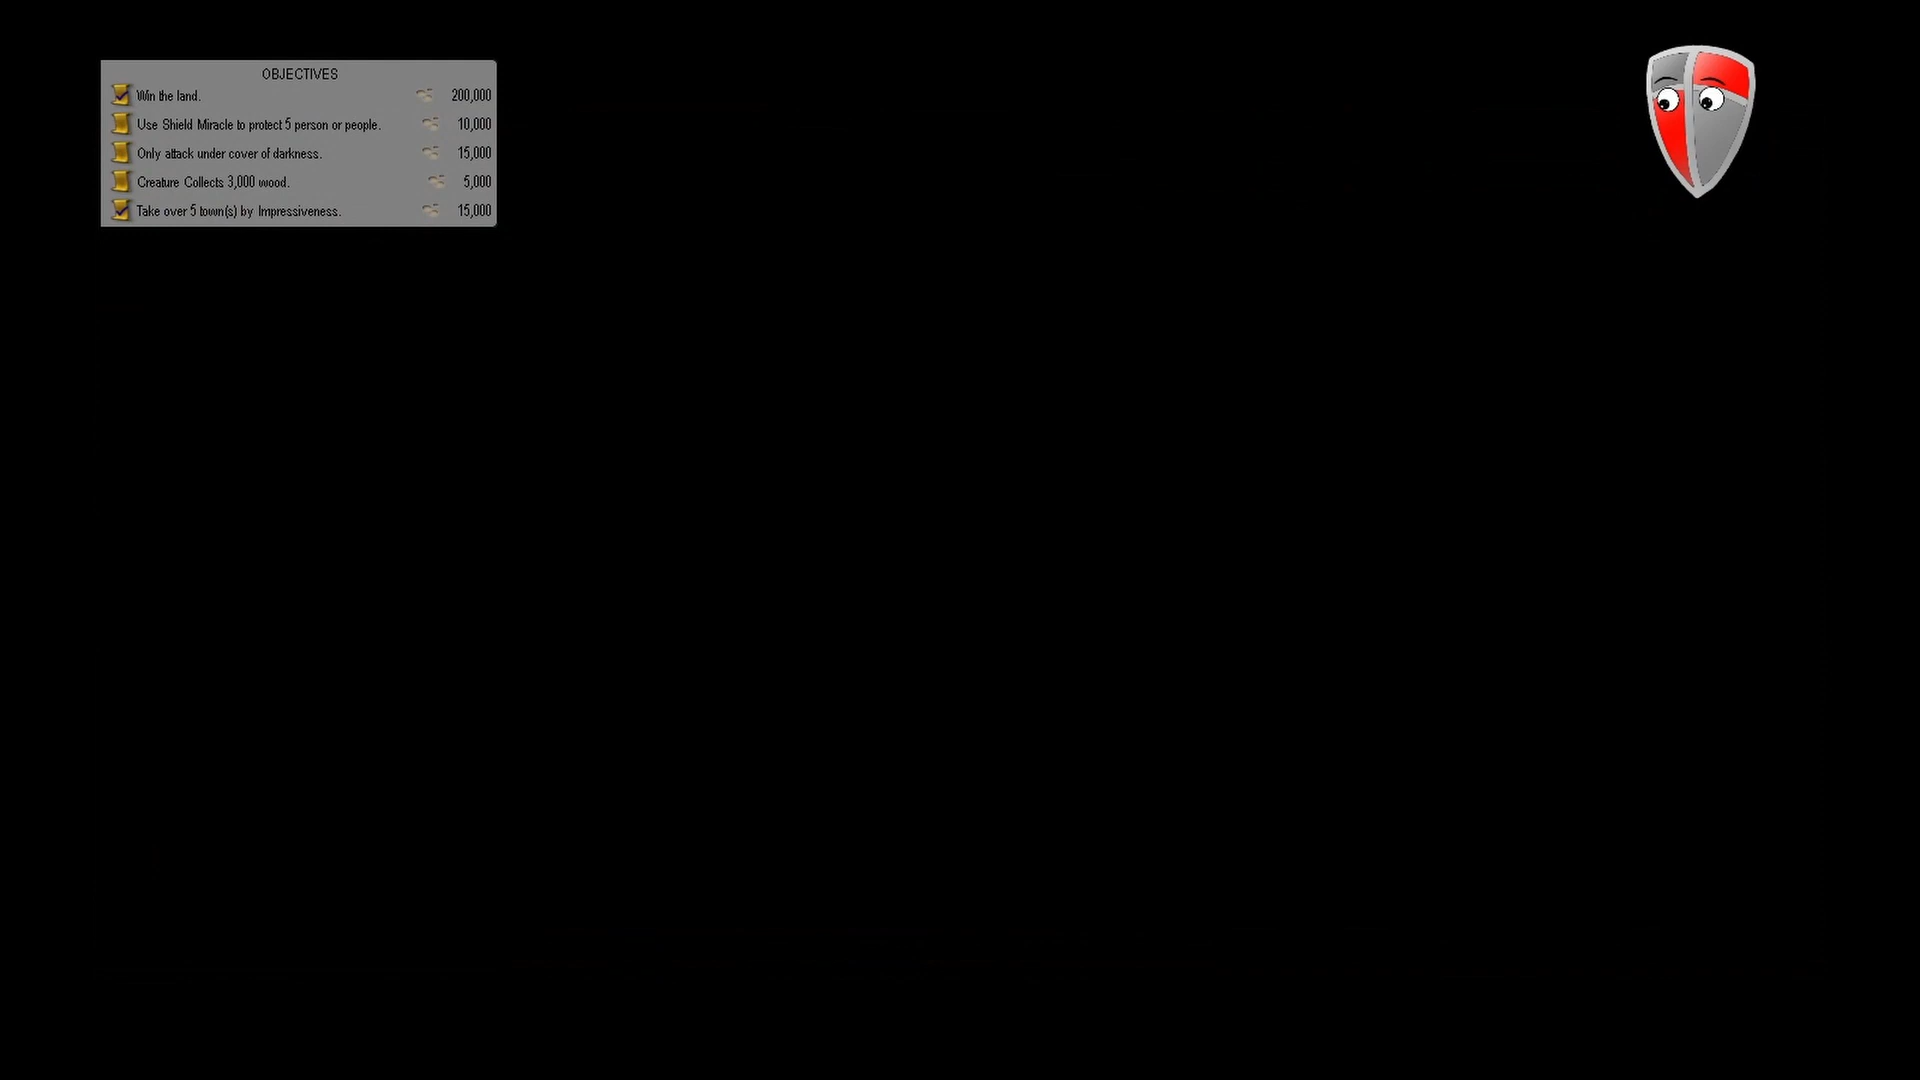 OBJECTIVES
Win the land. 200,000
Use Shield Miracle to protect 5 person or people. 10,000
Only attack under cover of darkness. 15,000
Creature Collects 3,000 wood. 5,000
Take over 5 town(s) by Impressiveness. 15,000